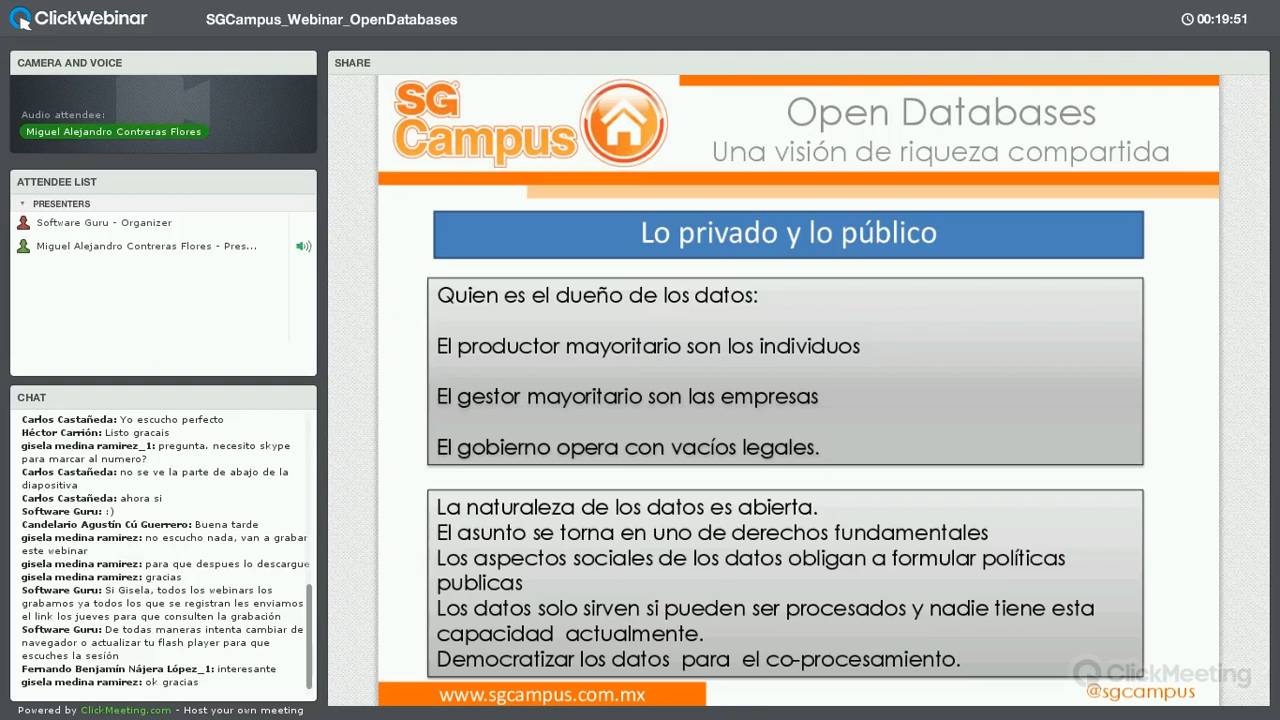 ClickWebinar
SGCampus_Webinar_OpenDatabases
00:19:51
CAMERA AND VOICE
Audio attendee:
Miguel Alejandro Contreras Flores
ATTENDEE LIST
PRESENTERS
Software Guru - Organizer
Miguel Alejandro Contreras Flores - Pres...
CHAT
Carlos Castañeda: Yo escucho perfecto
Héctor Carrión: Listo gracais
gisela medina ramirez_1: pregunta, necesito skype
para marcar al numero?
Carlos Castañeda: no se ve la parte de abajo de la
diapositiva
Carlos Castañeda: ahora si
Software Guru: :)
Candelario Agustín Cú Guerrero: Buena tarde
gisela medina ramirez: no escucho nada, van a grabar
este webinar
gisela medina ramirez: para que despues lo descargue
gisela medina ramirez: gracias
Software Guru: Si Gisela, todos los webinars los
grabamos ya todos los que se registran les enviamos
el link los jueves para que consulten la grabación
Software Guru: De todas maneras intenta cambiar de
navegador o actualizar tu flash player para que
escuches la sesión
Fernando Benjamín Nájera López_1: interesante
gisela medina ramirez: ok gracias
Powered by ClickMeeting.com - Host your own meeting
SHARE
SG
Campus
Open Databases
Una visión de riqueza compartida
Lo privado y lo público
Quien es el dueño de los datos:
El productor mayoritario son los individuos
El gestor mayoritario son las empresas
El gobierno opera con vacíos legales.
La naturaleza de los datos es abierta.
El asunto se torna en uno de derechos fundamentales
Los aspectos sociales de los datos obligan a formular políticas
publicas
Los datos solo sirven si pueden ser procesados y nadie tiene esta
capacidad actualmente.
Democratizar los datos para el co-procesamiento.
ClickMeeting
www.sgcampus.com.mx
@sgcampus